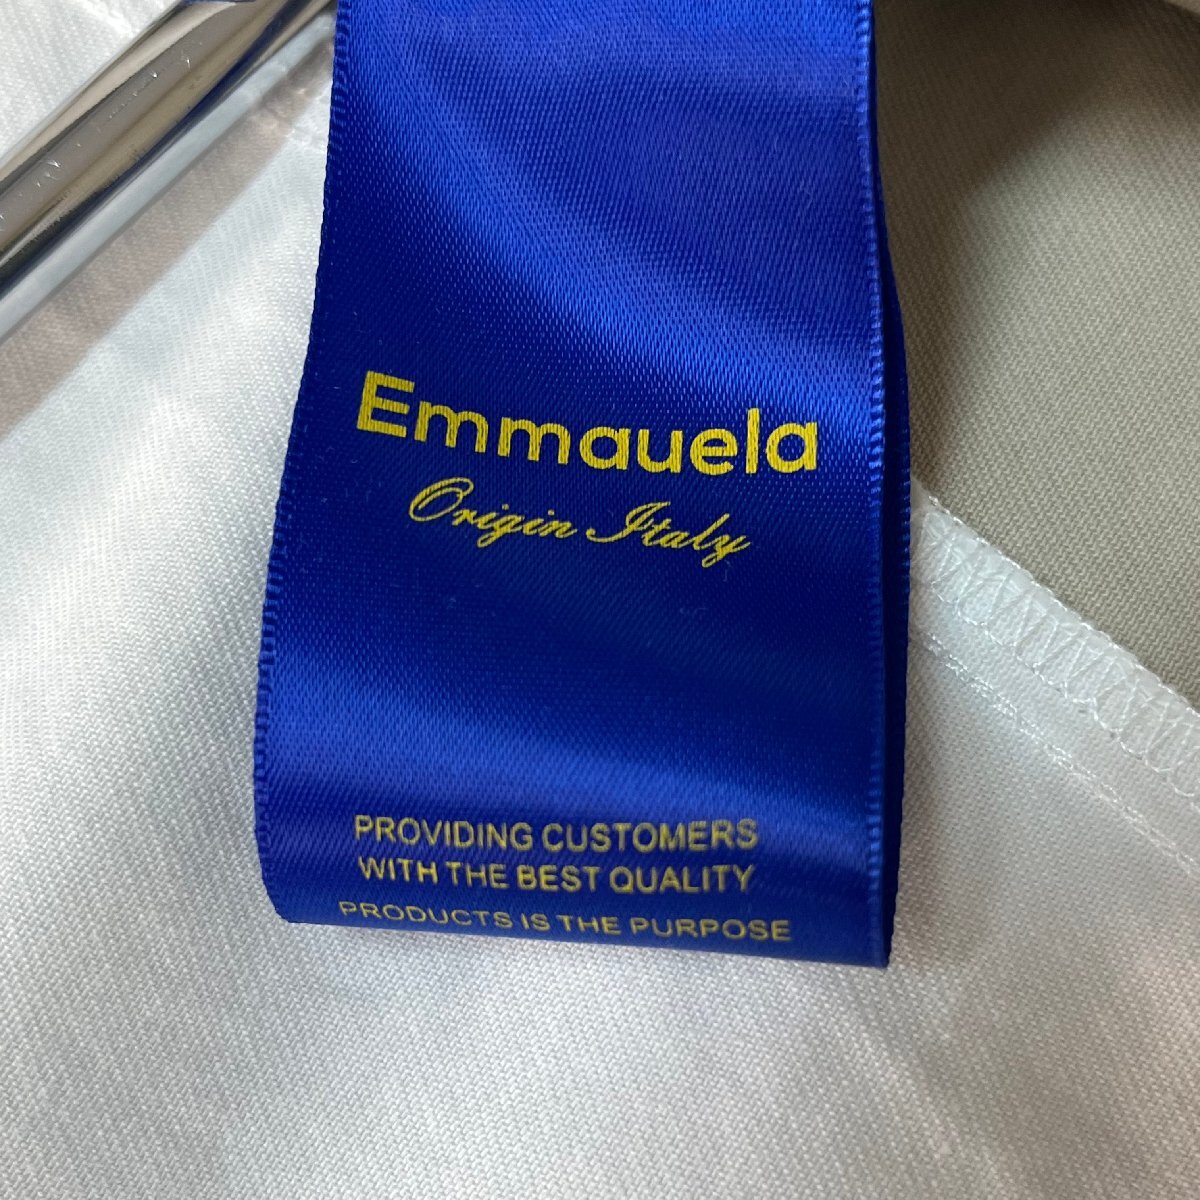 Emmauela
Origin Italy
PROVIDING CUSTOMERS
WITH THE BEST QUALITY
PRODUCTS IS THE PURPOSE